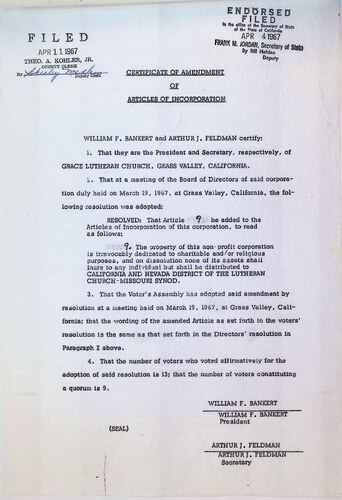 FILED
APR 11 1967
THEO. A. KOHLER, JR.
COUNTY CLERK
By
Deputy Clerk
ENDORSED
FILED
In the office of the Secretary of State
of the State of California
APR 4 1967
FRANK M. JORDAN, Secretary of State
By Bill Holden
Deputy
CERTIFICATE OF AMENDMENT
OF
ARTICLES OF INCORPORATION
WILLIAM F. BANKERT and ARTHUR J. FELDMAN certify:
1. That they are the President and Secretary, respectively, of
GRACE LUTHERAN CHURCH, GRASS VALLEY, CALIFORNIA.
2. That at a meeting of the Board of Directors of said corpo-
ration duly held on March 19, 1967, at Grass Valley, California, the fol-
lowing resolution was adopted:
RESOLVED: That Article 9 be added to the
Articles of Incorporation of this corporation, to read
as follows:
9. The property of this non-profit corporation
is irrevocably dedicated to charitable and/or religious
purposes, and on dissolution none of its assets shall
inure to any individual but shall be distributed to
CALIFORNIA AND NEVADA DISTRICT OF THE LUTHERAN
CHURCH-MISSOURI SYNOD.
3. That the Voter's Assembly has adopted said amendment by
resolution at a meeting held on March 19, 1967, at Grass Valley, Cali-
fornia; that the wording of the amended Article as set forth in the voters'
resolution is the same as that set forth in the Directors' resolution in
Paragraph 2 above.
4. That the number of voters who voted affirmatively for the
adoption of said resolution is 13; that the number of voters constituting
a quorum is 9.
WILLIAM F. BANKERT
WILLIAM F. BANKERT
President
(SEAL)
ARTHUR J. FELDMAN
ARTHUR J. FELDMAN
Secretary